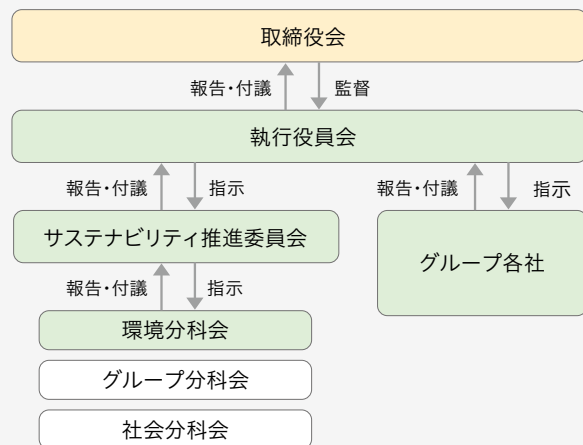 取締役会
報告・付議
監督
執行役員会
報告・付議
指示
報告・付議
指示
サステナビリティ推進委員会
グループ各社
報告・付議
指示
環境分科会
グループ分科会
社会分科会